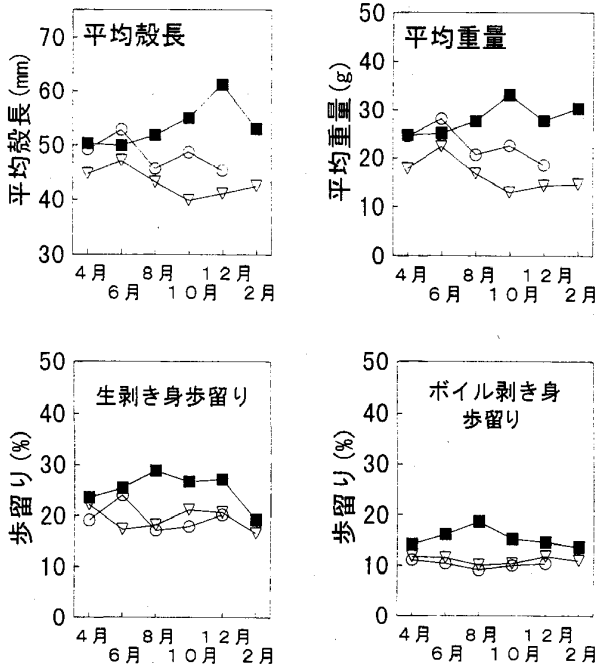 平均殻長
平均殻長(mm)
70
60
50
40
30
4月
6月
8月
10月
12月
2月
平均重量
平均重量(g)
50
40
30
20
10
0
4月
6月
8月
10月
12月
2月
生剥き身歩留り
歩留り(%)
50
40
30
20
10
0
4月
6月
8月
10月
12月
2月
ボイル剥き身
歩留り
歩留り(%)
50
40
30
20
10
0
4月
6月
8月
10月
12月
2月